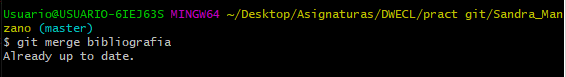 Usuario@USUARIO-6IEJ63S MINGW64 ~/Desktop/Asignaturas/DWECL/pract git/Sandra_Man
zano (master)
$ git merge bibliografia
Already up to date.